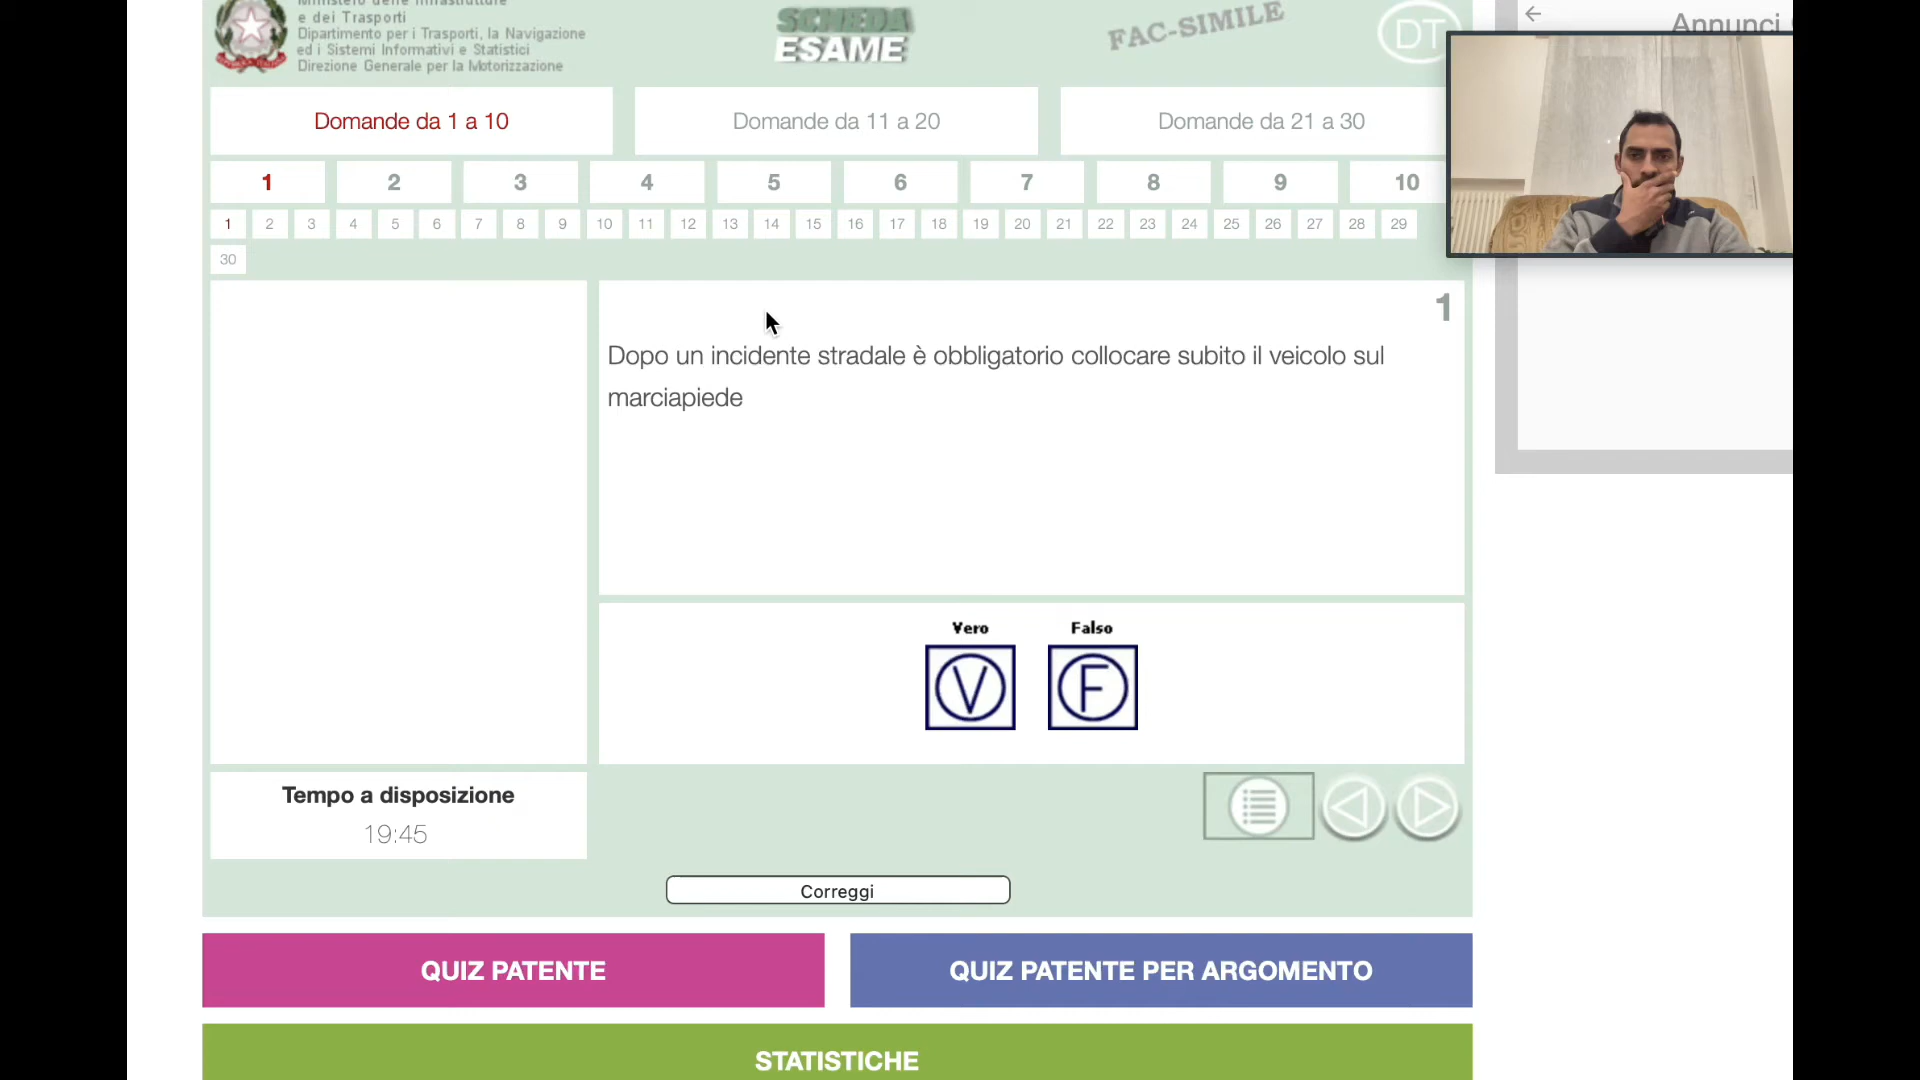 Ministero delle Infrastrutture
e dei Trasporti
Dipartimento per i Trasporti, la Navigazione
ed i Sistemi Informativi e Statistici
Direzione Generale per la Motorizzazione
SCHEDA
ESAME
FAC-SIMILE
DT
Annunci
Domande da 1 a 10
Domande da 11 a 20
Domande da 21 a 30
1 2 3 4 5 6 7 8 9 10
1 2 3 4 5 6 7 8 9 10 11 12 13 14 15 16 17 18 19 20 21 22 23 24 25 26 27 28 29
30
1
Dopo un incidente stradale è obbligatorio collocare subito il veicolo sul
marciapiede
Vero Falso
V F
Tempo a disposizione
19:45
Correggi
QUIZ PATENTE
QUIZ PATENTE PER ARGOMENTO
STATISTICHE